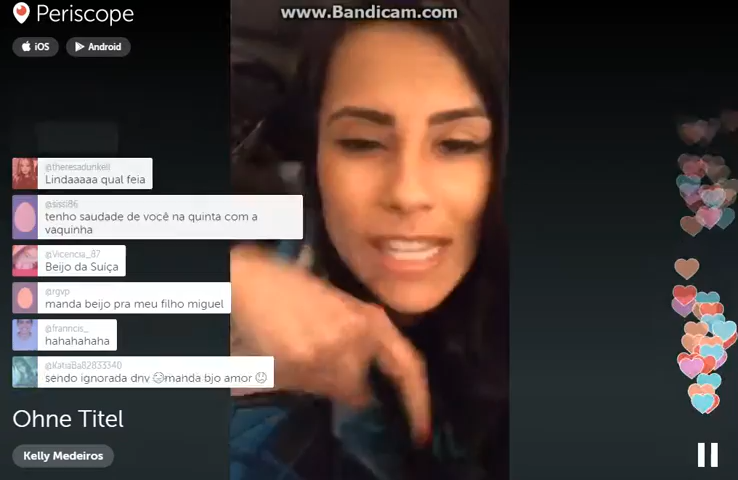 www.Bandicam.com
Periscope
iOS
Android
@theresadunkell
Lindaaaaa qual feia
@sissi86
tenho saudade de você na quinta com a
vaquinha
@Vicencia_87
Beijo da Suíça
@rgvp
manda beijo pra meu filho miguel
@franncis_
hahahahaha
@KatiaBa82833340
sendo ignorada dnv 😒manda bjo amor ☹
Ohne Titel
Kelly Medeiros